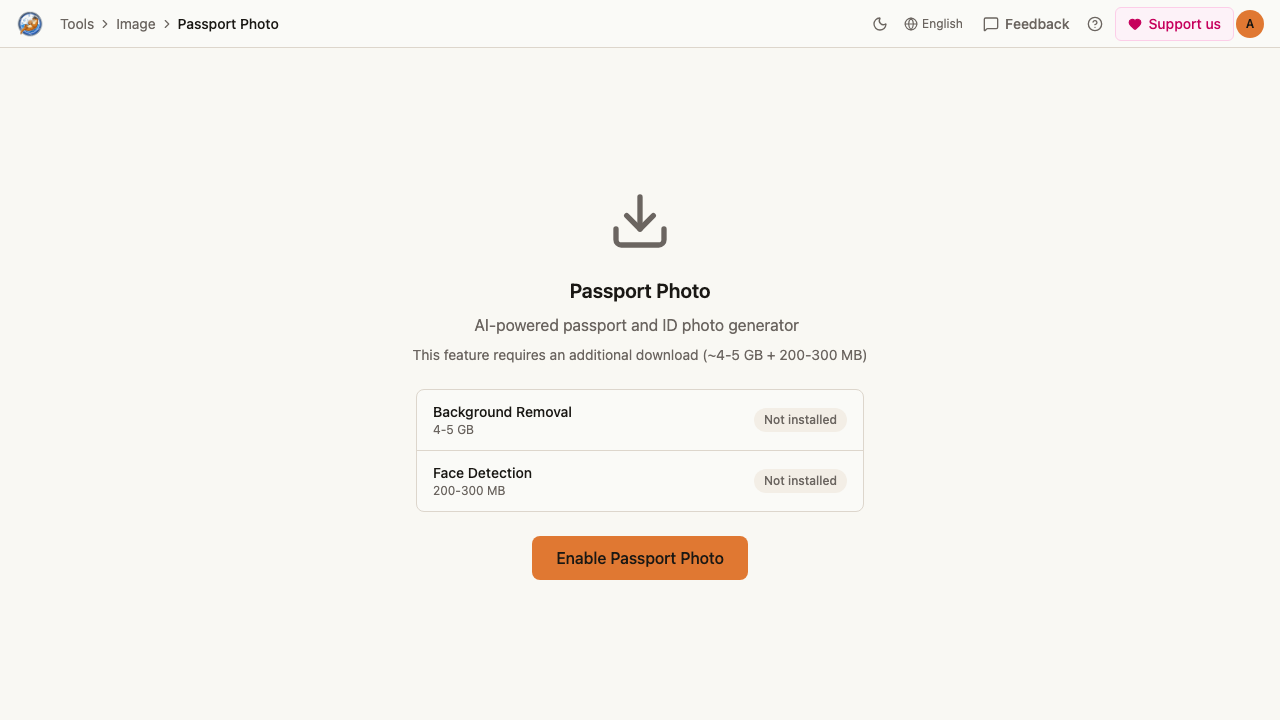 Tools > Image > Passport Photo
English
Feedback
Support us
A
Passport Photo
AI-powered passport and ID photo generator
This feature requires an additional download (~4-5 GB + 200-300 MB)
Background Removal
4-5 GB
Not installed
Face Detection
200-300 MB
Not installed
Enable Passport Photo